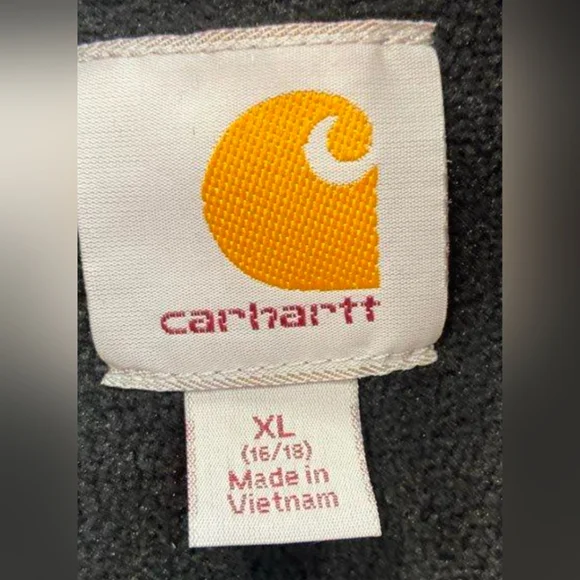 carhartt
XL
(16/18)
Made in
Vietnam